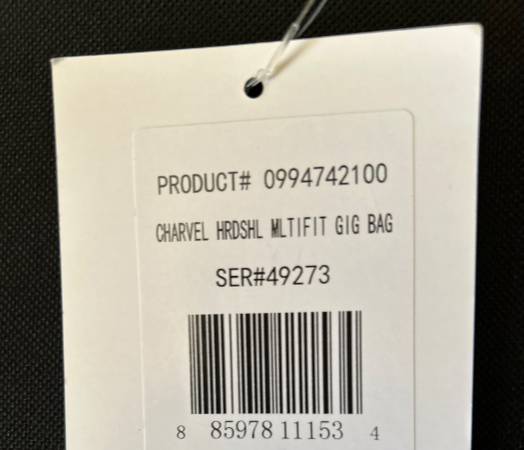 PRODUCT# 0994742100
CHARVEL HRDSHL MLTIFIT GIG BAG
SER#49273
8 85978 11153 4